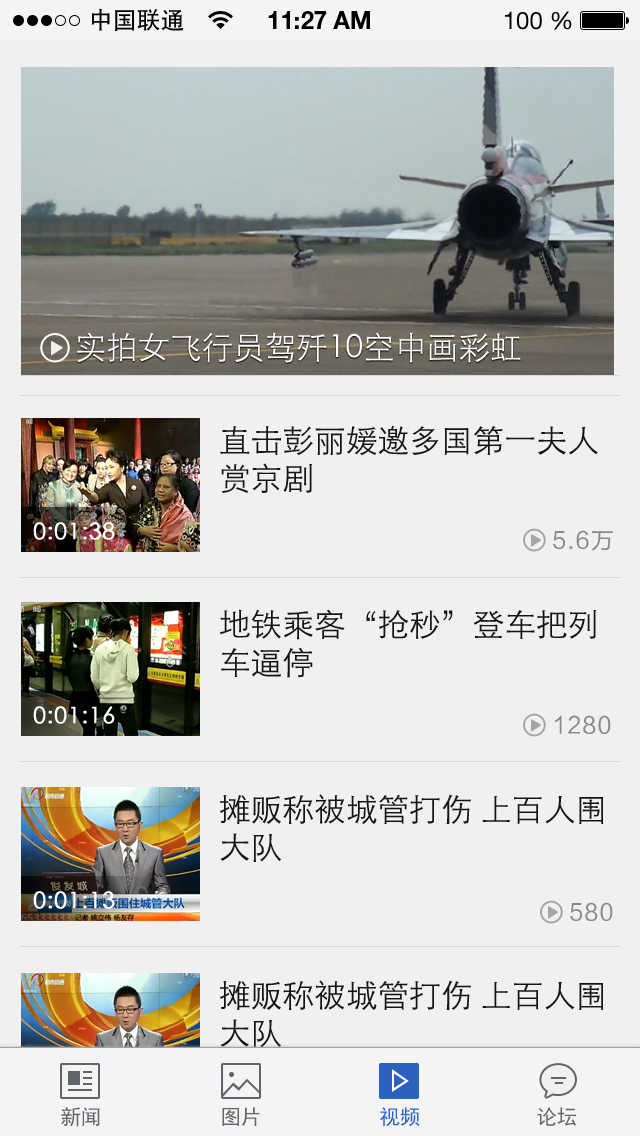 中国联通 11:27 AM 100 %
实拍女飞行员驾歼10空中画彩虹
直击彭丽媛邀多国第一夫人
赏京剧
0:01:38
5.6万
地铁乘客“抢秒”登车把列
车逼停
0:01:16
1280
摊贩称被城管打伤 上百人围
大队
0:01:13
580
摊贩称被城管打伤 上百人围
大队
新闻 图片 视频 论坛